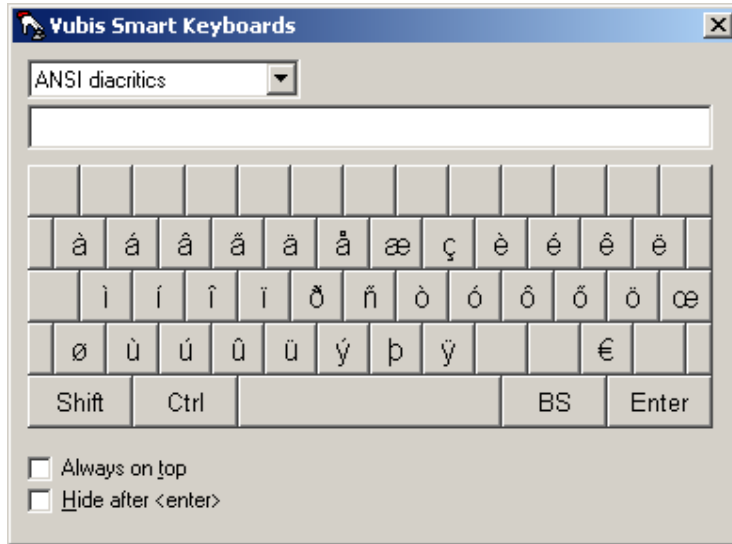 Vubis Smart Keyboards
ANSI diacritics
à á â ã ä å æ ç è é ê ë
ì í î ï ð ñ ò ó ô õ ö œ
ø ù ú û ü ý þ ÿ €
Shift Ctrl BS Enter
Always on top
Hide after <enter>